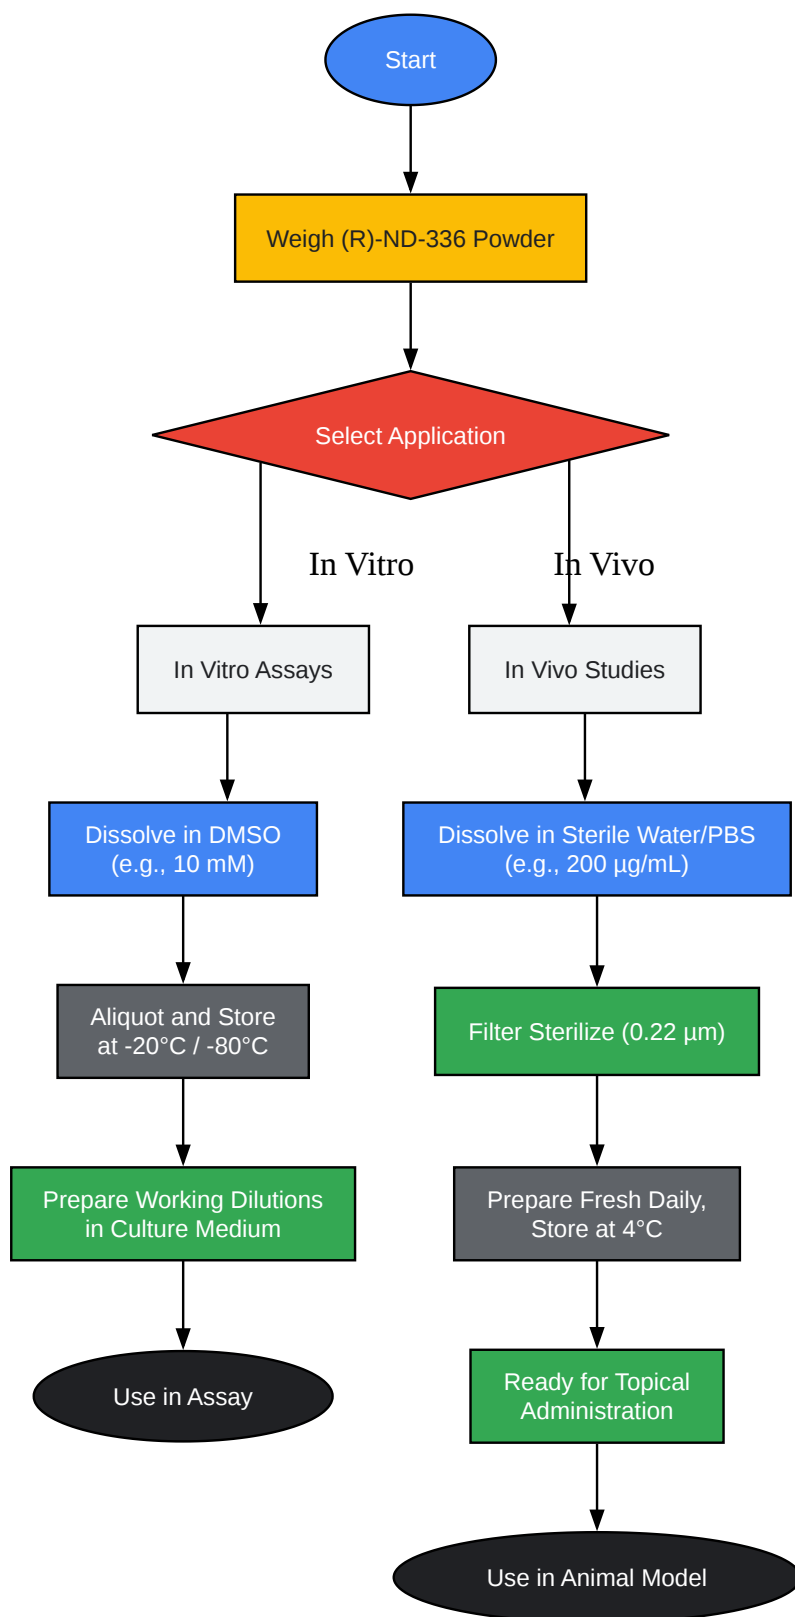 Start
Weigh (R)-ND-336 Powder
Select Application
In Vitro
In Vivo
In Vitro Assays
In Vivo Studies
Dissolve in DMSO
(e.g., 10 mM)
Dissolve in Sterile Water/PBS
(e.g., 200 µg/mL)
Aliquot and Store
at -20°C / -80°C
Filter Sterilize (0.22 µm)
Prepare Working Dilutions
in Culture Medium
Prepare Fresh Daily,
Store at 4°C
Use in Assay
Ready for Topical
Administration
Use in Animal Model